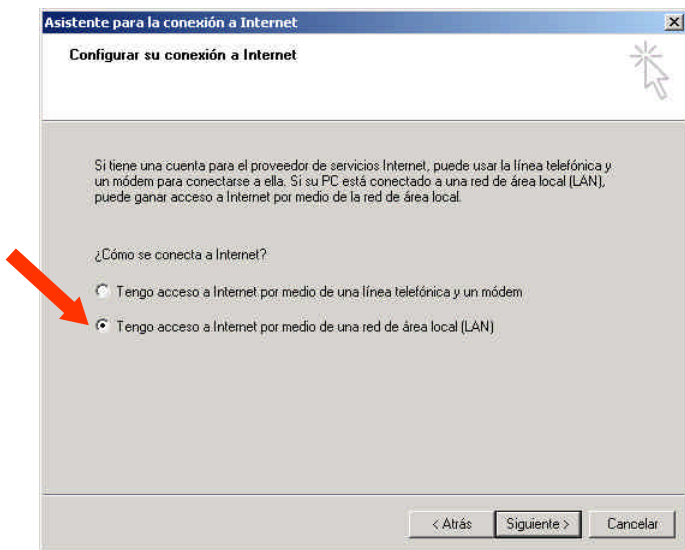 Asistente para la conexión a Internet
Configurar su conexión a Internet
Si tiene una cuenta para el proveedor de servicios Internet, puede usar la línea telefónica y
un módem para conectarse a ella. Si su PC está conectado a una red de área local (LAN),
puede ganar acceso a Internet por medio de la red de área local.
¿Cómo se conecta a Internet?
Tengo acceso a Internet por medio de una línea telefónica y un módem
Tengo acceso a Internet por medio de una red de área local (LAN)
< Atrás Siguiente > Cancelar